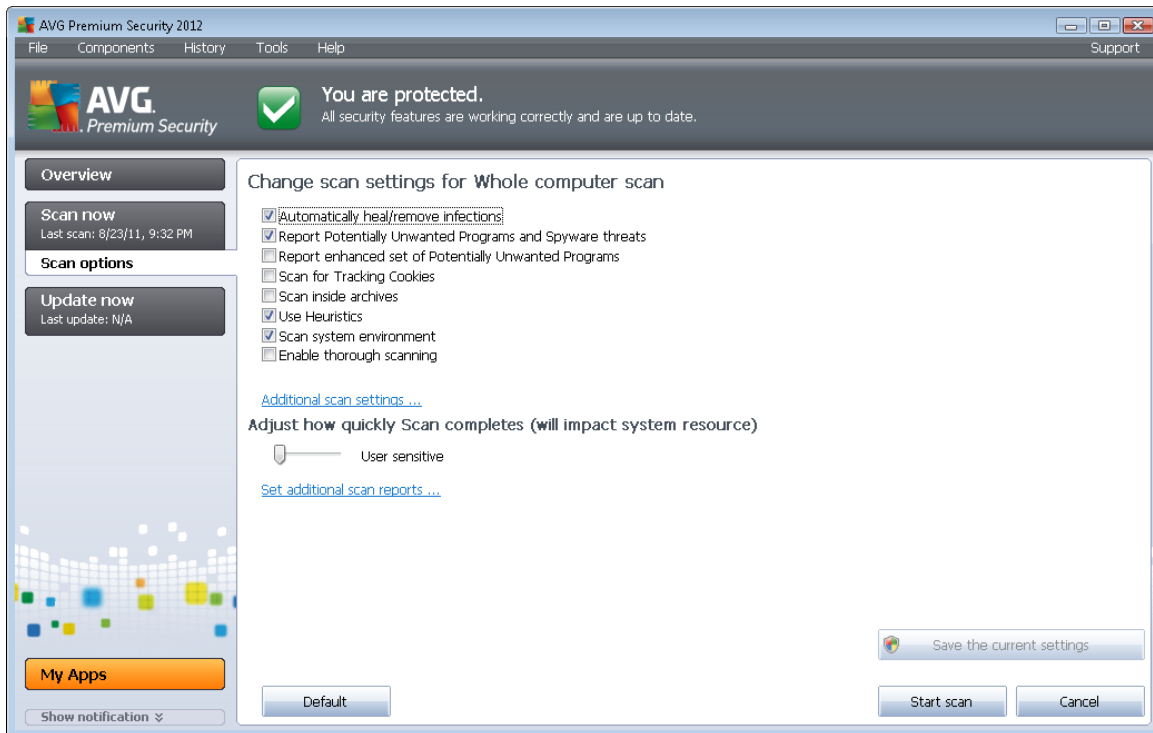 AVG Premium Security 2012
File Components History Tools Help Support
AVG.
Premium Security
You are protected.
All security features are working correctly and are up to date.
Overview
Scan now
Last scan: 8/23/11, 9:32 PM
Scan options
Update now
Last update: N/A
Change scan settings for Whole computer scan
Automatically heal/remove infections
Report Potentially Unwanted Programs and Spyware threats
Report enhanced set of Potentially Unwanted Programs
Scan for Tracking Cookies
Scan inside archives
Use Heuristics
Scan system environment
Enable thorough scanning
Additional scan settings ...
Adjust how quickly Scan completes (will impact system resource)
User sensitive
Set additional scan reports ...
Save the current settings
My Apps
Show notification
Default
Start scan
Cancel